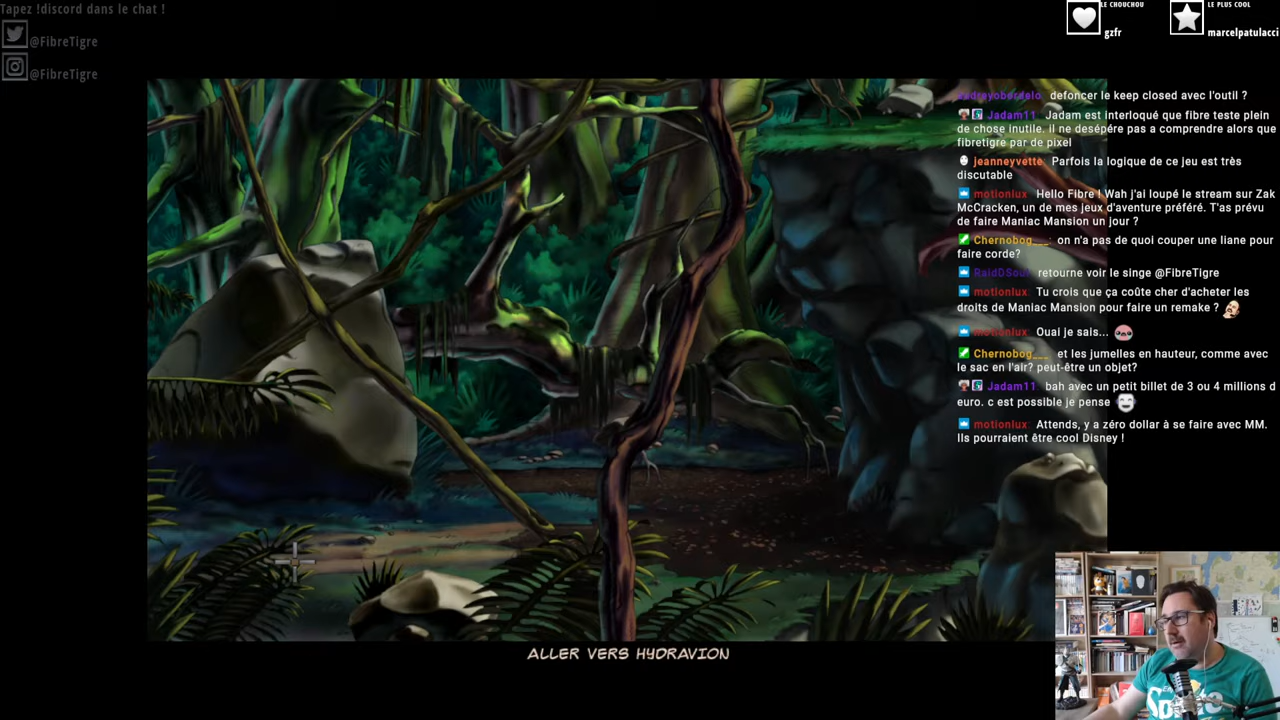 Tapez !discord dans le chat !
@FibreTigre
@FibreTigre
LE CHOUCHOU
gzfr
LE PLUS COOL
marcelpatulacci
defoncer le keep closed avec l'outil ?
Jadam11 Jadam est interloqué que fibre teste plein
de chose inutile. il ne desépére pas a comprendre alors que
fibretigre par de pixel
jeanneyvette Parfois la logique de ce jeu est très
discutable
motionlux Hello Fibre ! Wah j'ai loupé le stream sur Zak
McCracken, un de mes jeux d'aventure préféré. T'as prévu
de faire Maniac Mansion un jour ?
Chernobog___ on n'a pas de quoi couper une liane pour
faire corde?
RaidDSoul retourne voir le singe @FibreTigre
motionlux Tu crois que ça coûte cher d'acheter les
droits de Maniac Mansion pour faire un remake ?
motionlux Ouai je sais...
Chernobog___ et les jumelles en hauteur, comme avec
le sac en l'air? peut-être un objet?
Jadam11 bah avec un petit billet de 3 ou 4 millions d
euro. c est possible je pense
motionlux: Attends, y a zéro dollar à se faire avec MM.
Ils pourraient être cool Disney !
ALLER VERS HYDRAVION